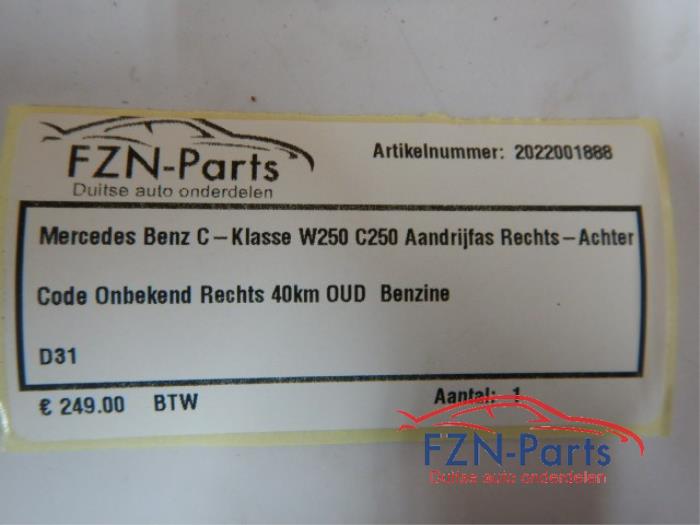 FZN-Parts
Duitse auto onderdelen
Artikelnummer: 2022001888
Mercedes Benz C-Klasse W250 C250 Aandrijfas Rechts-Achter
Code Onbekend Rechts 40km OUD Benzine
D31
€ 249.00 BTW
Aantal: 1
FZN-Parts
Duitse auto onderdelen